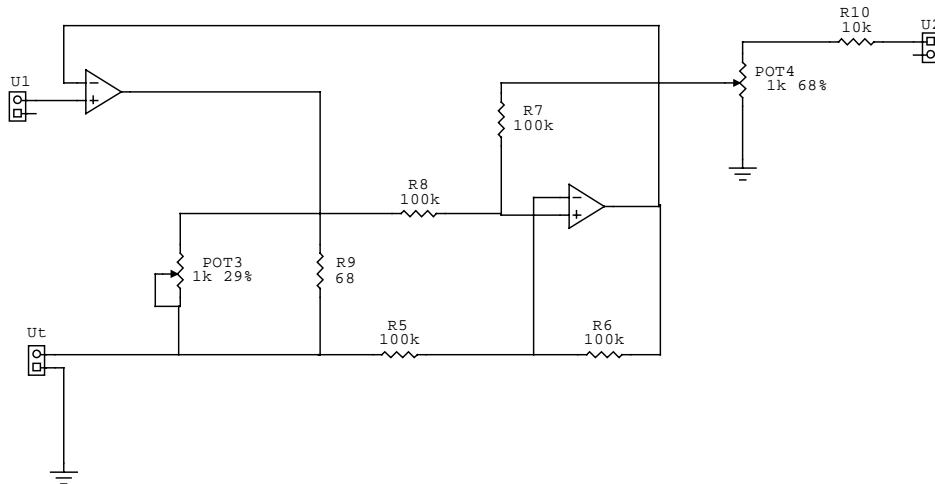 R10
10k
U2
U1
POT4
1k 68%
R7
100k
R8
100k
POT3
1k 29%
R9
68
Ut
R5
100k
R6
100k